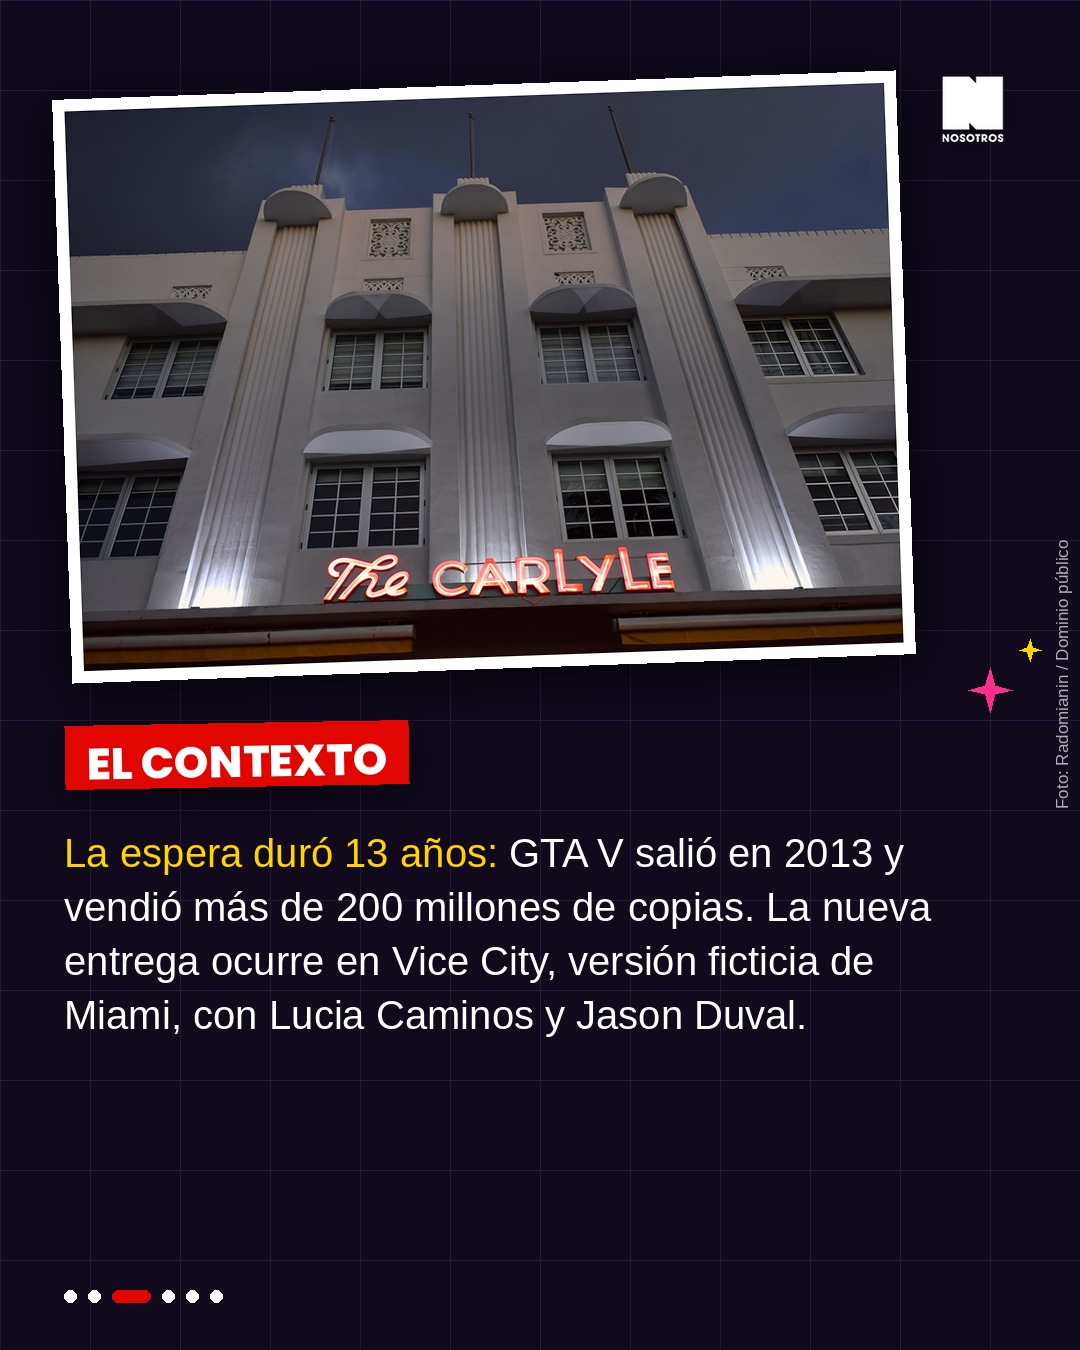 N
NOSOTROS
The CARLYLE
Foto: Radomianin / Dominio público
EL CONTEXTO
La espera duró 13 años: GTA V salió en 2013 y
vendió más de 200 millones de copias. La nueva
entrega ocurre en Vice City, versión ficticia de
Miami, con Lucia Caminos y Jason Duval.